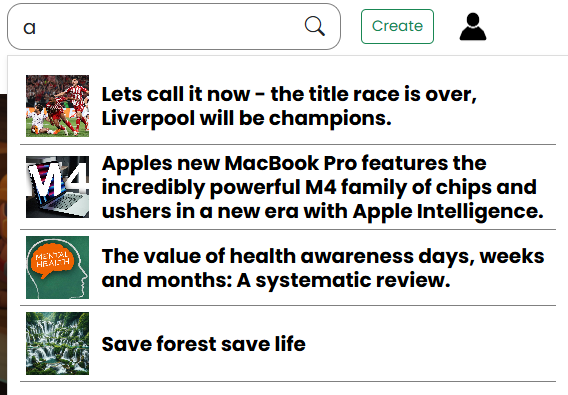 a
Create
Lets call it now - the title race is over,
Liverpool will be champions.
M4
Apples new MacBook Pro features the
incredibly powerful M4 family of chips and
ushers in a new era with Apple Intelligence.
MENTAL
HEALTH
The value of health awareness days, weeks
and months: A systematic review.
Save forest save life